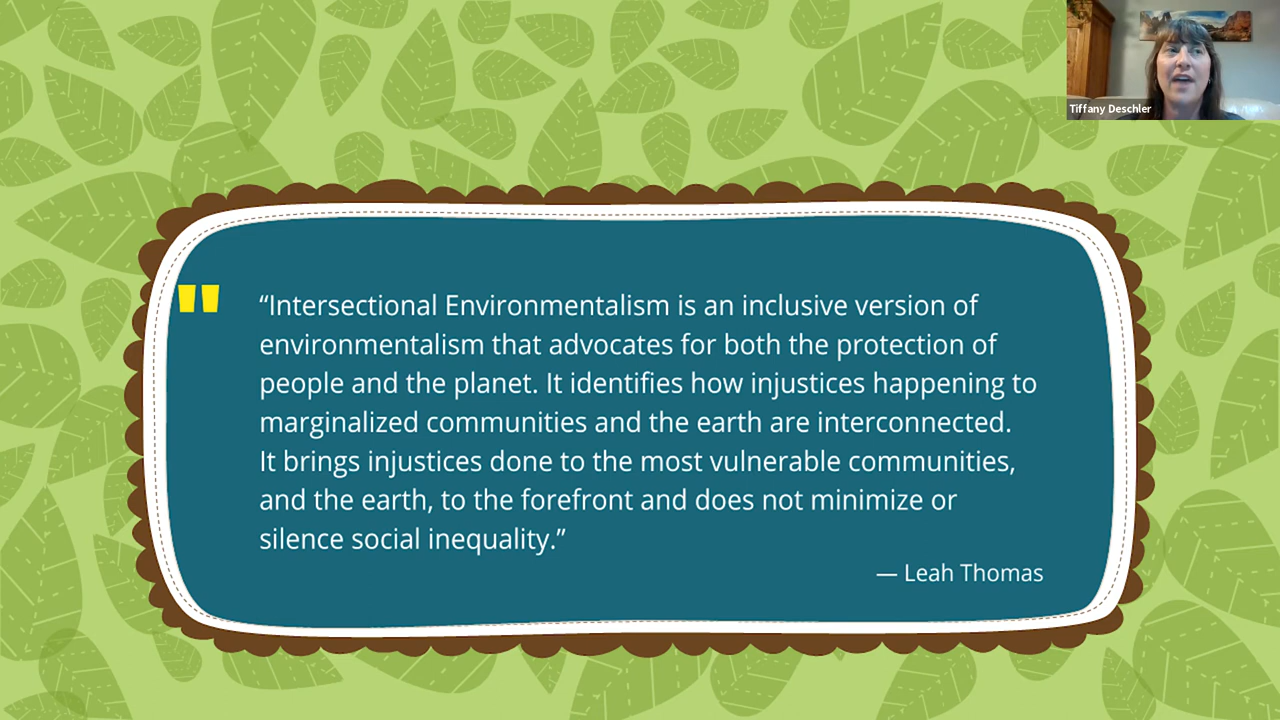 Tiffany Deschler
"
“Intersectional Environmentalism is an inclusive version of
environmentalism that advocates for both the protection of
people and the planet. It identifies how injustices happening to
marginalized communities and the earth are interconnected.
It brings injustices done to the most vulnerable communities,
and the earth, to the forefront and does not minimize or
silence social inequality.”
— Leah Thomas